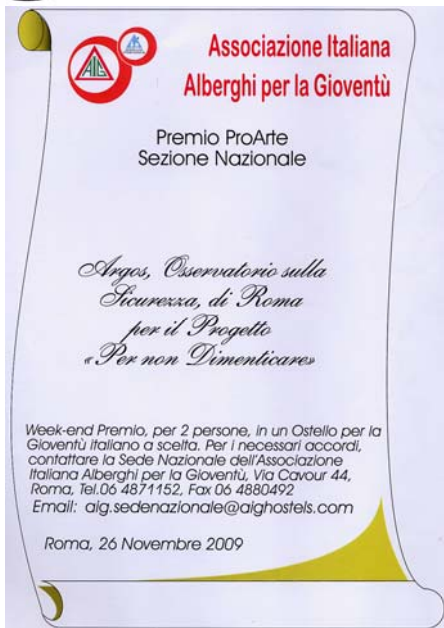 AIG
Associazione Italiana
Alberghi per la Gioventù
Premio ProArte
Sezione Nazionale
Argos, Osservatorio sulla
Sicurezza, di Roma
per il Progetto
«Per non Dimenticare»
Week-end Premio, per 2 persone, in un Ostello per la
Gioventù italiano a scelta. Per i necessari accordi,
contattare la Sede Nazionale dell'Associazione
Italiana Alberghi per la Gioventù, Via Cavour 44,
Roma, Tel.06 4871152, Fax 06 4880492
Email: aig.sedenazionale@aighostels.com
Roma, 26 Novembre 2009